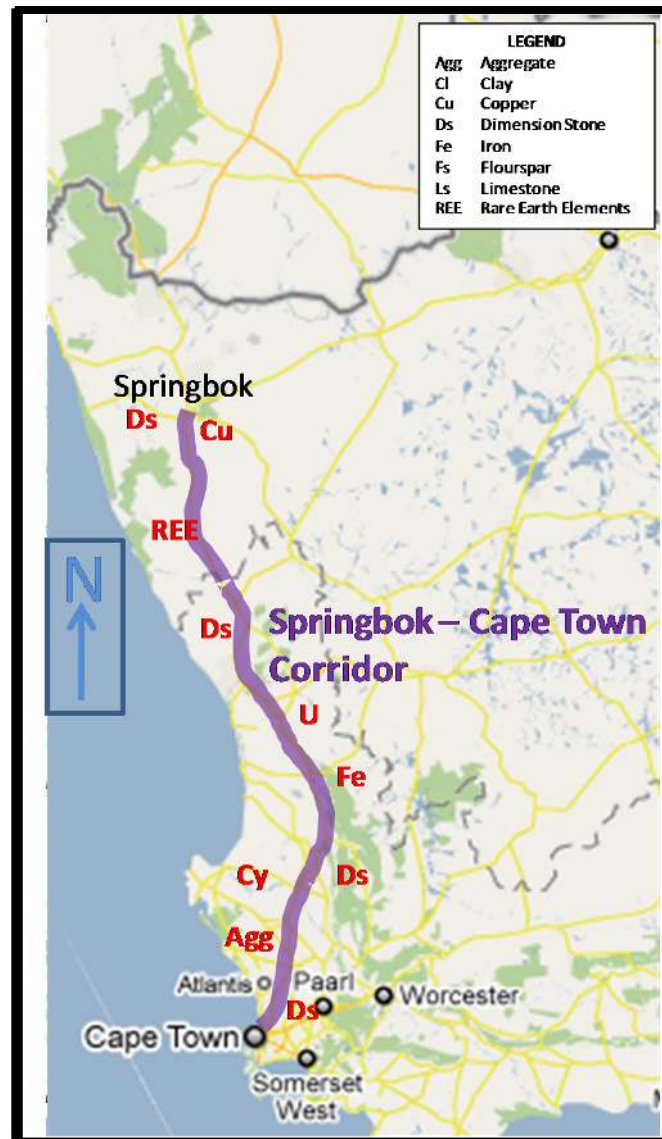 LEGEND
Agg Aggregate
Cl Clay
Cu Copper
Ds Dimension Stone
Fe Iron
Fs Flourspar
Ls Limestone
REE Rare Earth Elements
Springbok
Ds
Cu
REE
N
Ds
Springbok – Cape Town
Corridor
U
Fe
Cy
Ds
Agg
Atlantis
Paarl
Ds
Worcester
Cape Town
Somerset
West